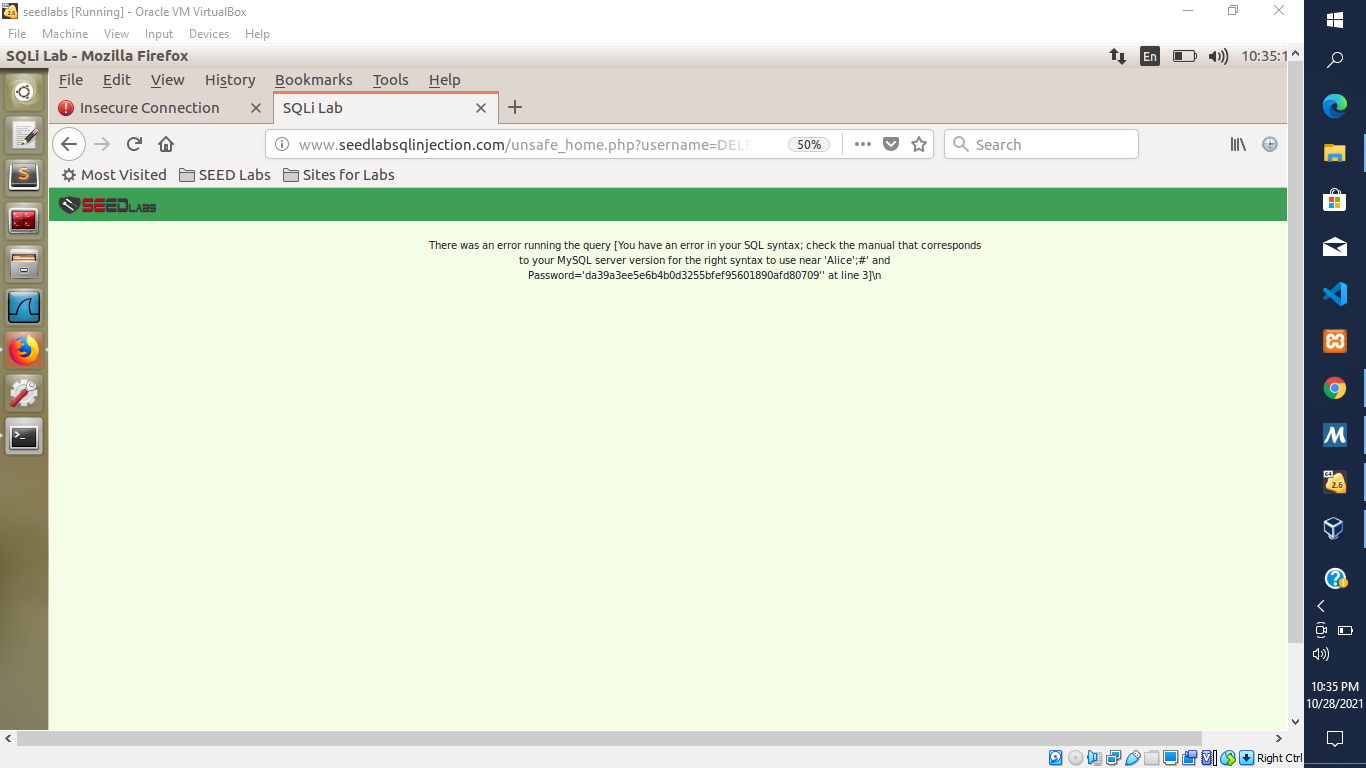 seedlabs [Running] - Oracle VM VirtualBox
File Machine View Input Devices Help
SQLi Lab - Mozilla Firefox
En
10:35:1
File Edit View History Bookmarks Tools Help
Insecure Connection
SQLi Lab
www.seedlabsqlinjection.com/unsafe_home.php?username=DELE
50%
Search
Most Visited
SEED Labs
Sites for Labs
SEEDLABS
There was an error running the query [You have an error in your SQL syntax; check the manual that corresponds
to your MySQL server version for the right syntax to use near 'Alice';#' and
Password='da39a3ee5e6b4b0d3255bfef95601890afd80709'' at line 3]\n
64
2.6
10:35 PM
10/28/2021
Right Ctrl